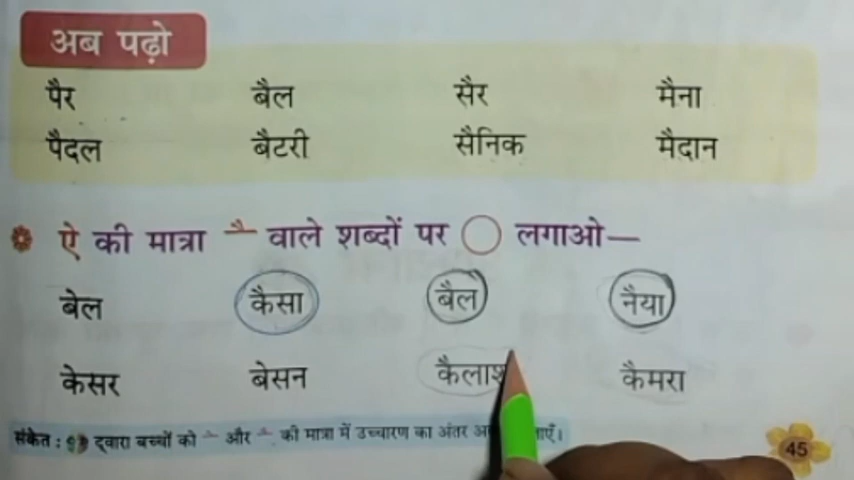 अब पढ़ो
पैर बैल सैर मैना
पैदल बैटरी सैनिक मैदान
ऐ की मात्रा ै वाले शब्दों पर ○ लगाओ—
बेल कैसा बैल नैया
केसर बेसन कैलाश कैमरा
संकेत : द्वारा बच्चों को े और ै की मात्रा में उच्चारण का अंतर
45